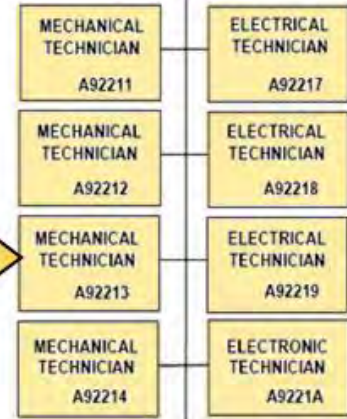 MECHANICAL
TECHNICIAN
A92211
ELECTRICAL
TECHNICIAN
A92217
MECHANICAL
TECHNICIAN
A92212
ELECTRICAL
TECHNICIAN
A92218
MECHANICAL
TECHNICIAN
A92213
ELECTRICAL
TECHNICIAN
A92219
MECHANICAL
TECHNICIAN
A92214
ELECTRONIC
TECHNICIAN
A9221A